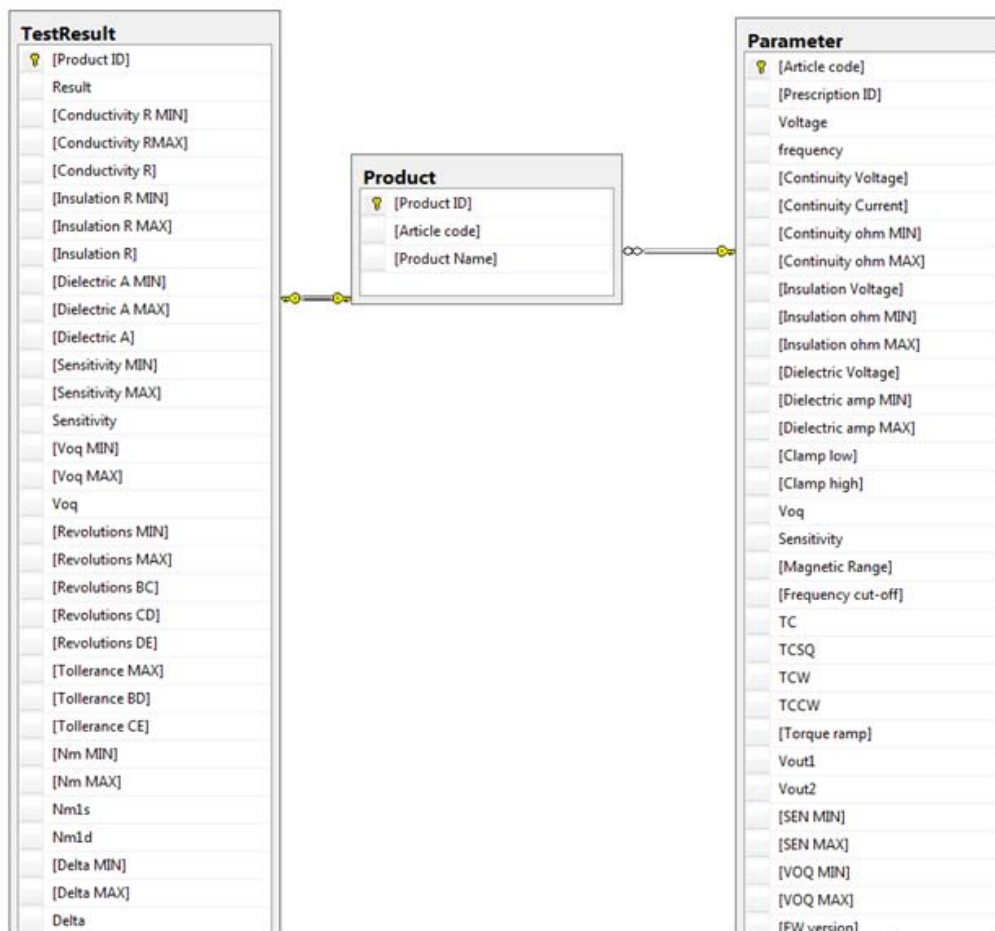 TestResult
[Product ID]
Result
[Conductivity R MIN]
[Conductivity RMAX]
[Conductivity R]
[Insulation R MIN]
[Insulation R MAX]
[Insulation R]
[Dielectric A MIN]
[Dielectric A MAX]
[Dielectric A]
[Sensitivity MIN]
[Sensitivity MAX]
Sensitivity
[Voq MIN]
[Voq MAX]
Voq
[Revolutions MIN]
[Revolutions MAX]
[Revolutions BC]
[Revolutions CD]
[Revolutions DE]
[Tollerance MAX]
[Tollerance BD]
[Tollerance CE]
[Nm MIN]
[Nm MAX]
Nm1s
Nm1d
[Delta MIN]
[Delta MAX]
Delta
Product
[Product ID]
[Article code]
[Product Name]
Parameter
[Article code]
[Prescription ID]
Voltage
frequency
[Continuity Voltage]
[Continuity Current]
[Continuity ohm MIN]
[Continuity ohm MAX]
[Insulation Voltage]
[Insulation ohm MIN]
[Insulation ohm MAX]
[Dielectric Voltage]
[Dielectric amp MIN]
[Dielectric amp MAX]
[Clamp low]
[Clamp high]
Voq
Sensitivity
[Magnetic Range]
[Frequency cut-off]
TC
TCSQ
TCW
TCCW
[Torque ramp]
Vout1
Vout2
[SEN MIN]
[SEN MAX]
[VOQ MIN]
[VOQ MAX]
[FW version]